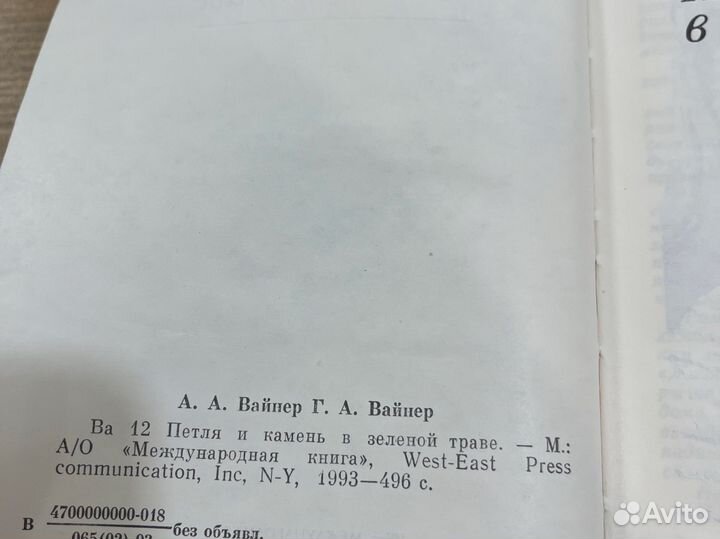 в
А. А. Вайнер Г. А. Вайнер
Ва 12 Петля и камень в зеленой траве. — М.:
А/О «Международная книга», West-East Press
communication, Inc, N-Y, 1993—496 с.
В 4700000000-018 без объявл.
Avito